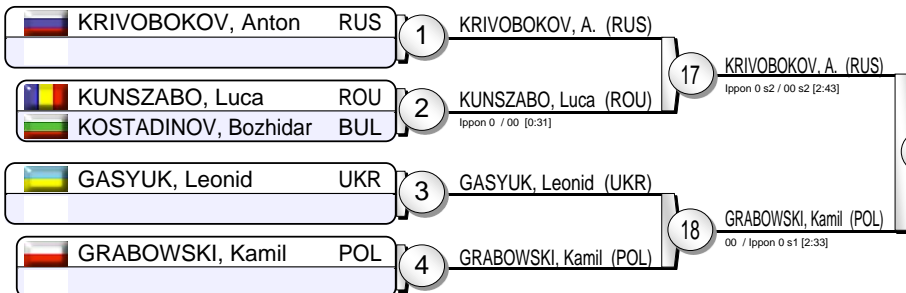 KRIVOBOKOV, Anton RUS
1
KRIVOBOKOV, A. (RUS)
17
KRIVOBOKOV, A. (RUS)
Ippon 0 s2 / 00 s2 [2:43]
KUNSZABO, Luca ROU
KOSTADINOV, Bozhidar BUL
2
KUNSZABO, Luca (ROU)
Ippon 0 / 00 [0:31]
GASYUK, Leonid UKR
3
GASYUK, Leonid (UKR)
18
GRABOWSKI, Kamil (POL)
00 / Ippon 0 s1 [2:33]
GRABOWSKI, Kamil POL
4
GRABOWSKI, Kamil (POL)